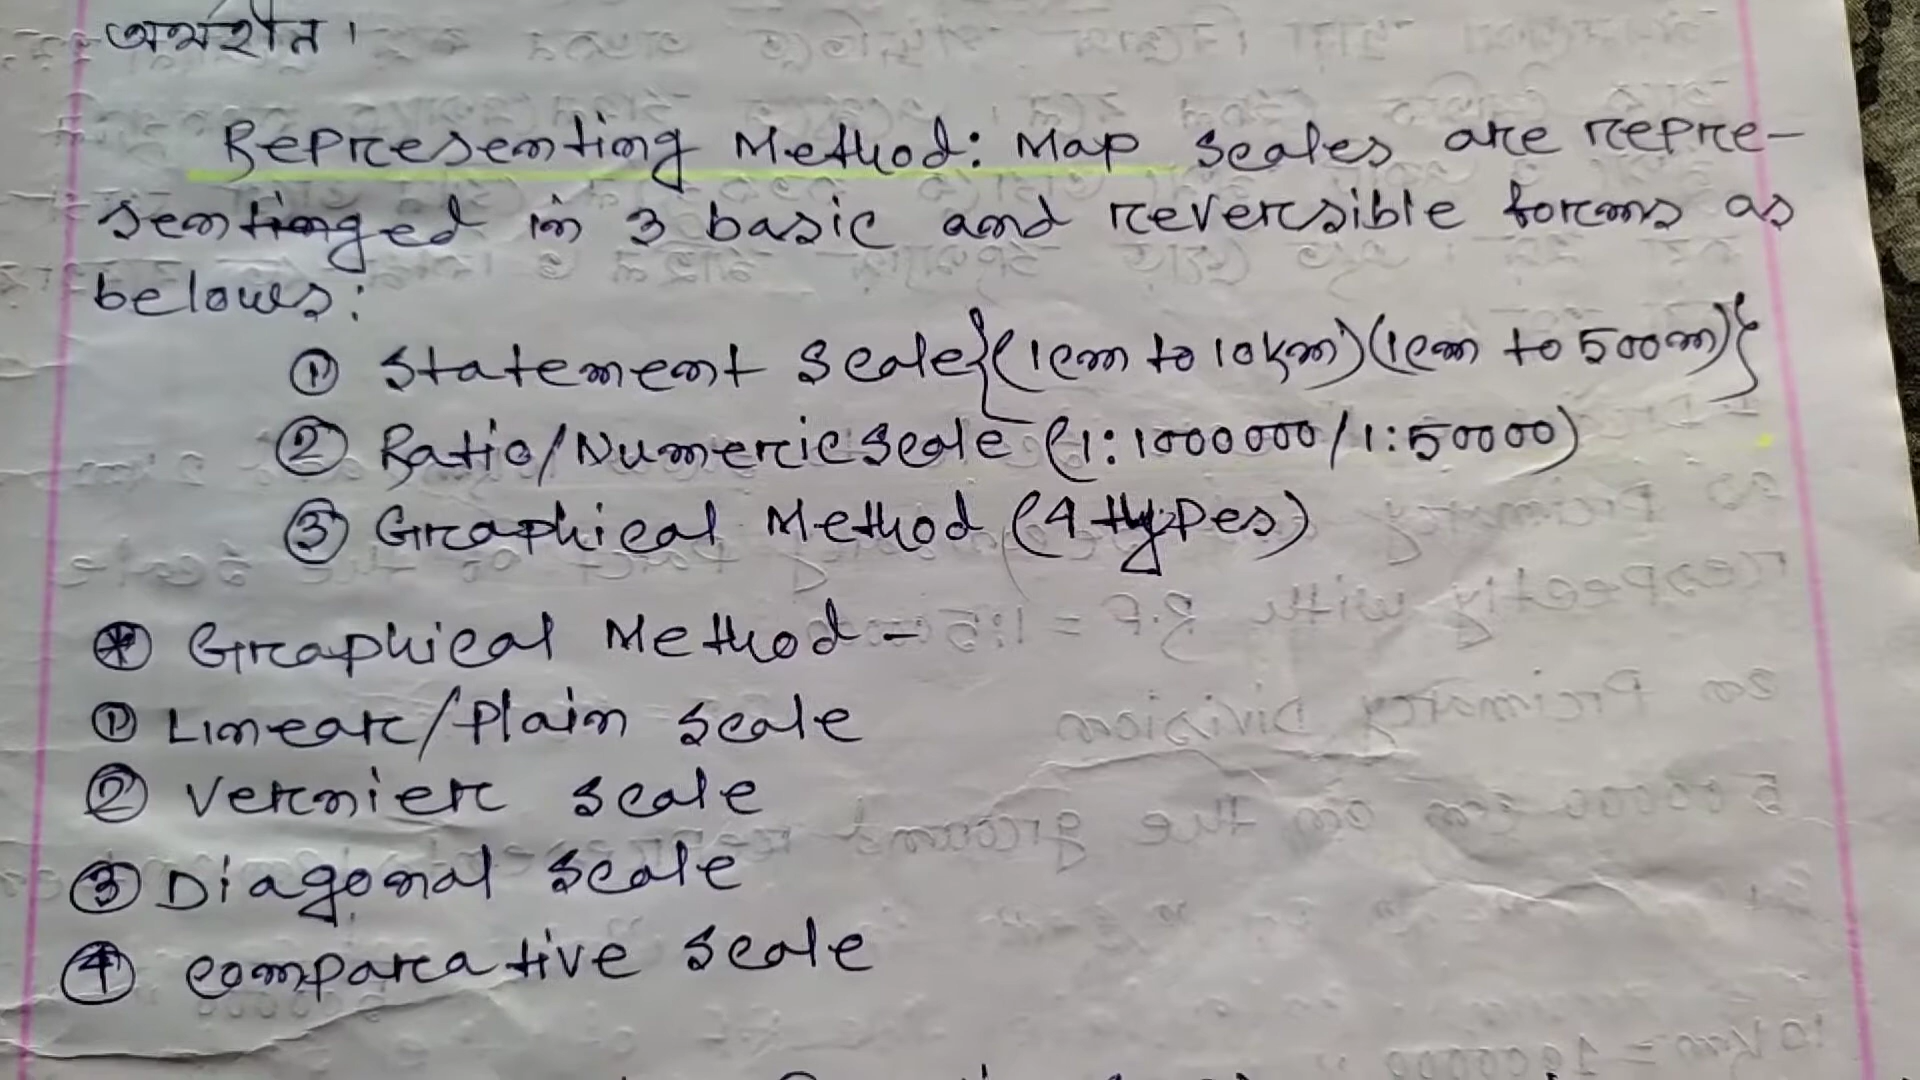 Representing Method: Map Scales are repre-
sentinged in 3 basic and reversible forms as
belows:
① Statement Scale {(1cm to 10km) (1cm to 500m)}
② Ratio/Numeric Scale (1:1000000/1:50000)
③ Graphical Method (4 types)
* Graphical Method -
① Linear/Plain Scale
② Vernier Scale
③ Diagonal Scale
④ Comparative Scale